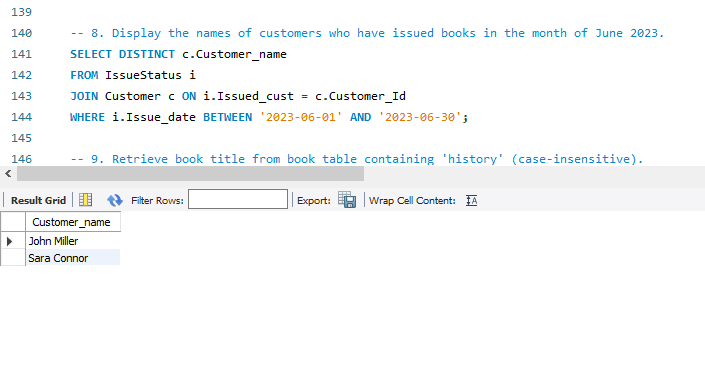 139
140 -- 8. Display the names of customers who have issued books in the month of June 2023.
141 SELECT DISTINCT c.Customer_name
142 FROM IssueStatus i
143 JOIN Customer c ON i.Issued_cust = c.Customer_Id
144 WHERE i.Issue_date BETWEEN '2023-06-01' AND '2023-06-30';
145
146 -- 9. Retrieve book title from book table containing 'history' (case-insensitive).
Result Grid Filter Rows: Export: Wrap Cell Content: IA
Customer_name
John Miller
Sara Connor